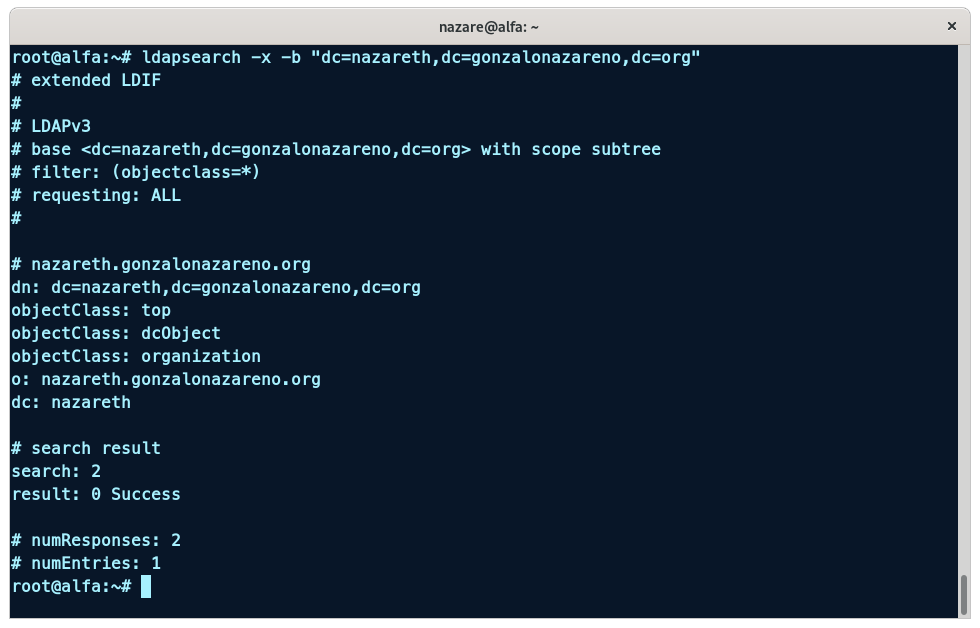 nazare@alfa: ~
root@alfa:~# ldapsearch -x -b "dc=nazareth,dc=gonzalonazareno,dc=org"
# extended LDIF
#
# LDAPv3
# base <dc=nazareth,dc=gonzalonazareno,dc=org> with scope subtree
# filter: (objectclass=*)
# requesting: ALL
#
# nazareth.gonzalonazareno.org
dn: dc=nazareth,dc=gonzalonazareno,dc=org
objectClass: top
objectClass: dcObject
objectClass: organization
o: nazareth.gonzalonazareno.org
dc: nazareth
# search result
search: 2
result: 0 Success
# numResponses: 2
# numEntries: 1
root@alfa:~#